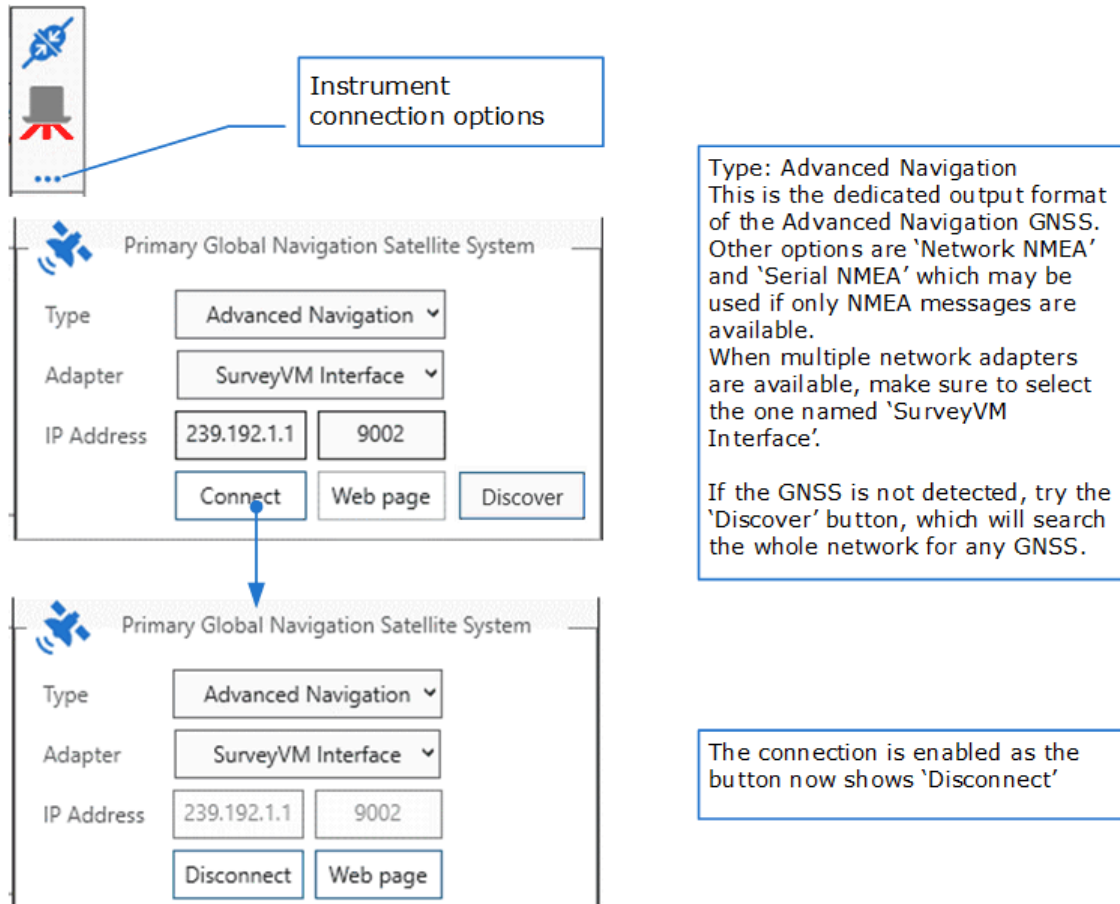 Instrument
connection options
Primary Global Navigation Satellite System
Type
Advanced Navigation
Adapter
SurveyVM Interface
IP Address
239.192.1.1
9002
Connect
Web page
Discover
Type: Advanced Navigation
This is the dedicated output format
of the Advanced Navigation GNSS.
Other options are ‘Network NMEA’
and ‘Serial NMEA’ which may be
used if only NMEA messages are
available.
When multiple network adapters
are available, make sure to select
the one named ‘SurveyVM
Interface’.
If the GNSS is not detected, try the
‘Discover’ button, which will search
the whole network for any GNSS.
Primary Global Navigation Satellite System
Type
Advanced Navigation
Adapter
SurveyVM Interface
IP Address
239.192.1.1
9002
Disconnect
Web page
The connection is enabled as the
button now shows ‘Disconnect’